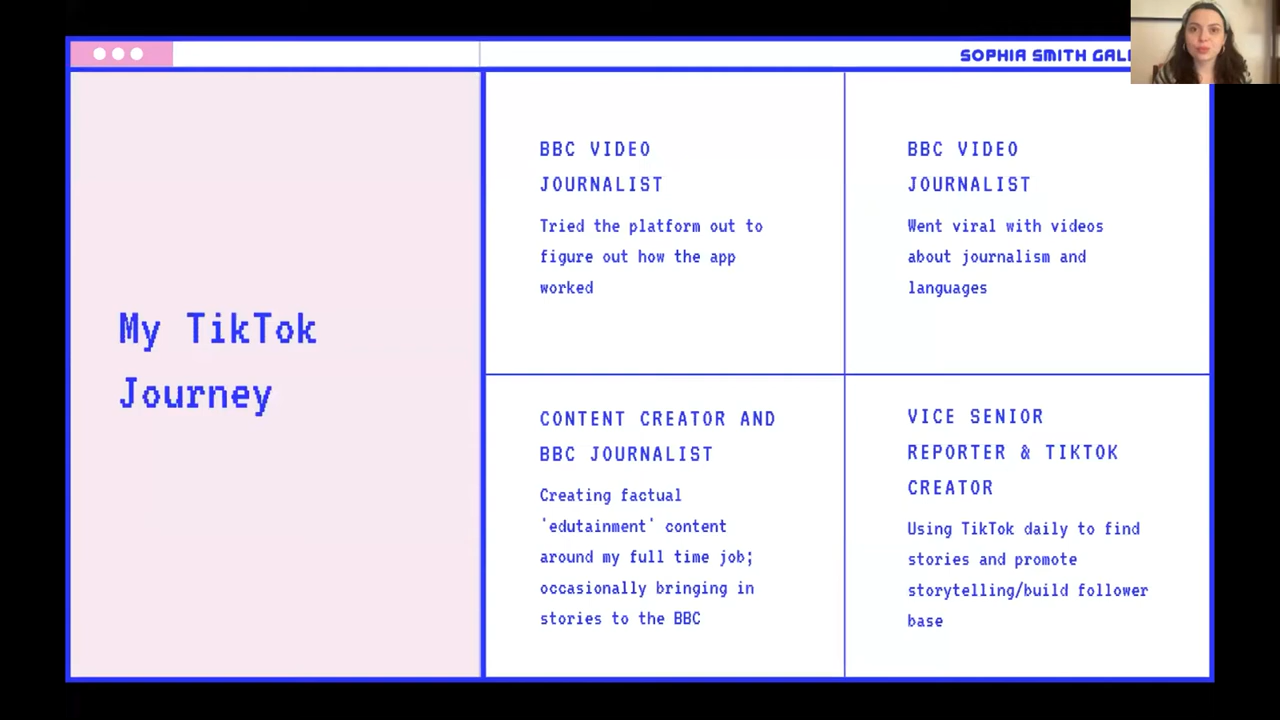 SOPHIA SMITH
My TikTok
Journey
BBC VIDEO
JOURNALIST
Tried the platform out to
figure out how the app
worked
BBC VIDEO
JOURNALIST
Went viral with videos
about journalism and
languages
CONTENT CREATOR AND
BBC JOURNALIST
Creating factual
'edutainment' content
around my full time job;
occasionally bringing in
stories to the BBC
VICE SENIOR
REPORTER & TIKTOK
CREATOR
Using TikTok daily to find
stories and promote
storytelling/build follower
base